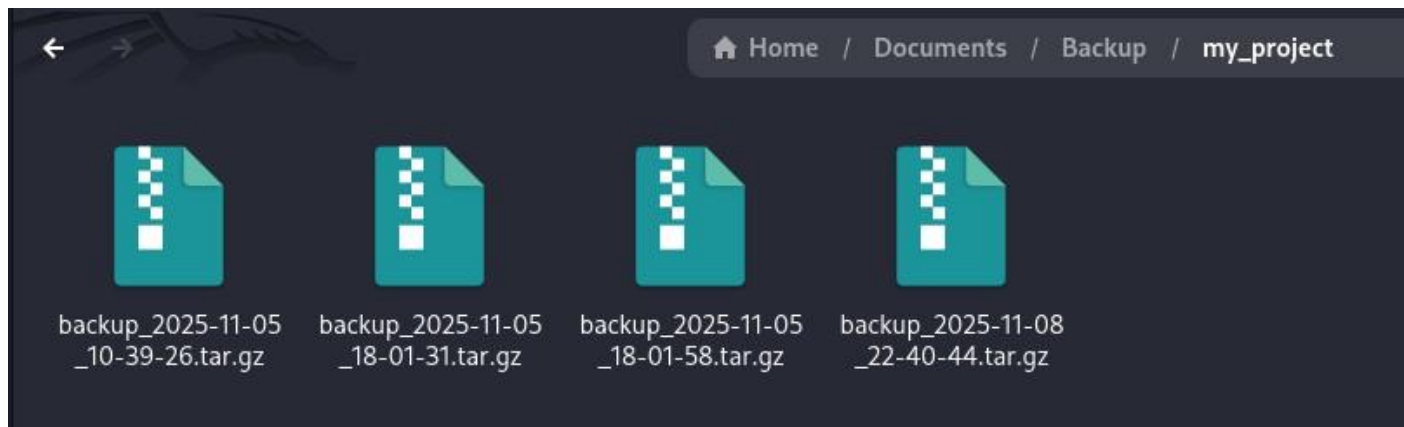 Home / Documents / Backup / my_project
backup_2025-11-05
_10-39-26.tar.gz
backup_2025-11-05
_18-01-31.tar.gz
backup_2025-11-05
_18-01-58.tar.gz
backup_2025-11-08
_22-40-44.tar.gz